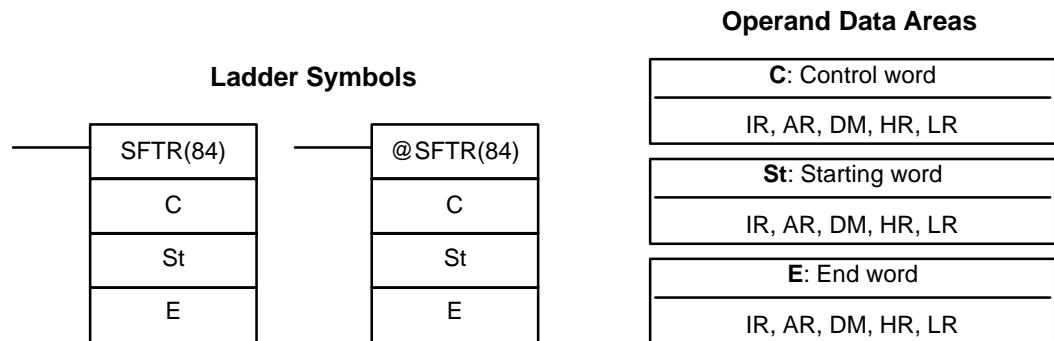 Ladder Symbols
SFTR(84)
C
St
E
@SFTR(84)
C
St
E
Operand Data Areas
C: Control word
IR, AR, DM, HR, LR
St: Starting word
IR, AR, DM, HR, LR
E: End word
IR, AR, DM, HR, LR